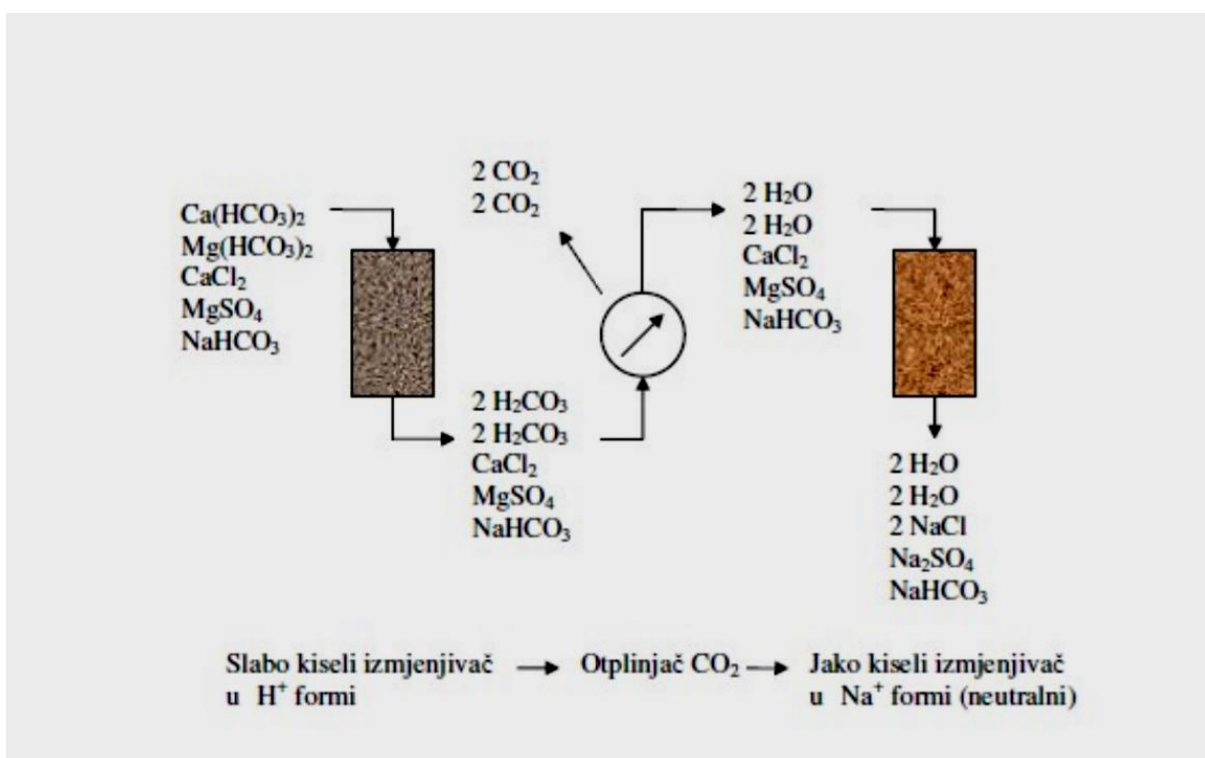 Ca(HCO₃)₂
Mg(HCO₃)₂
CaCl₂
MgSO₄
NaHCO₃
2 CO₂
2 CO₂
2 H₂CO₃
2 H₂CO₃
CaCl₂
MgSO₄
NaHCO₃
2 H₂O
2 H₂O
CaCl₂
MgSO₄
NaHCO₃
2 H₂O
2 H₂O
2 NaCl
Na₂SO₄
NaHCO₃
Slabo kiseli izmjenjivač
u H⁺ formi
Otplinjač CO₂
Jako kiseli izmjenjivač
u Na⁺ formi (neutralni)